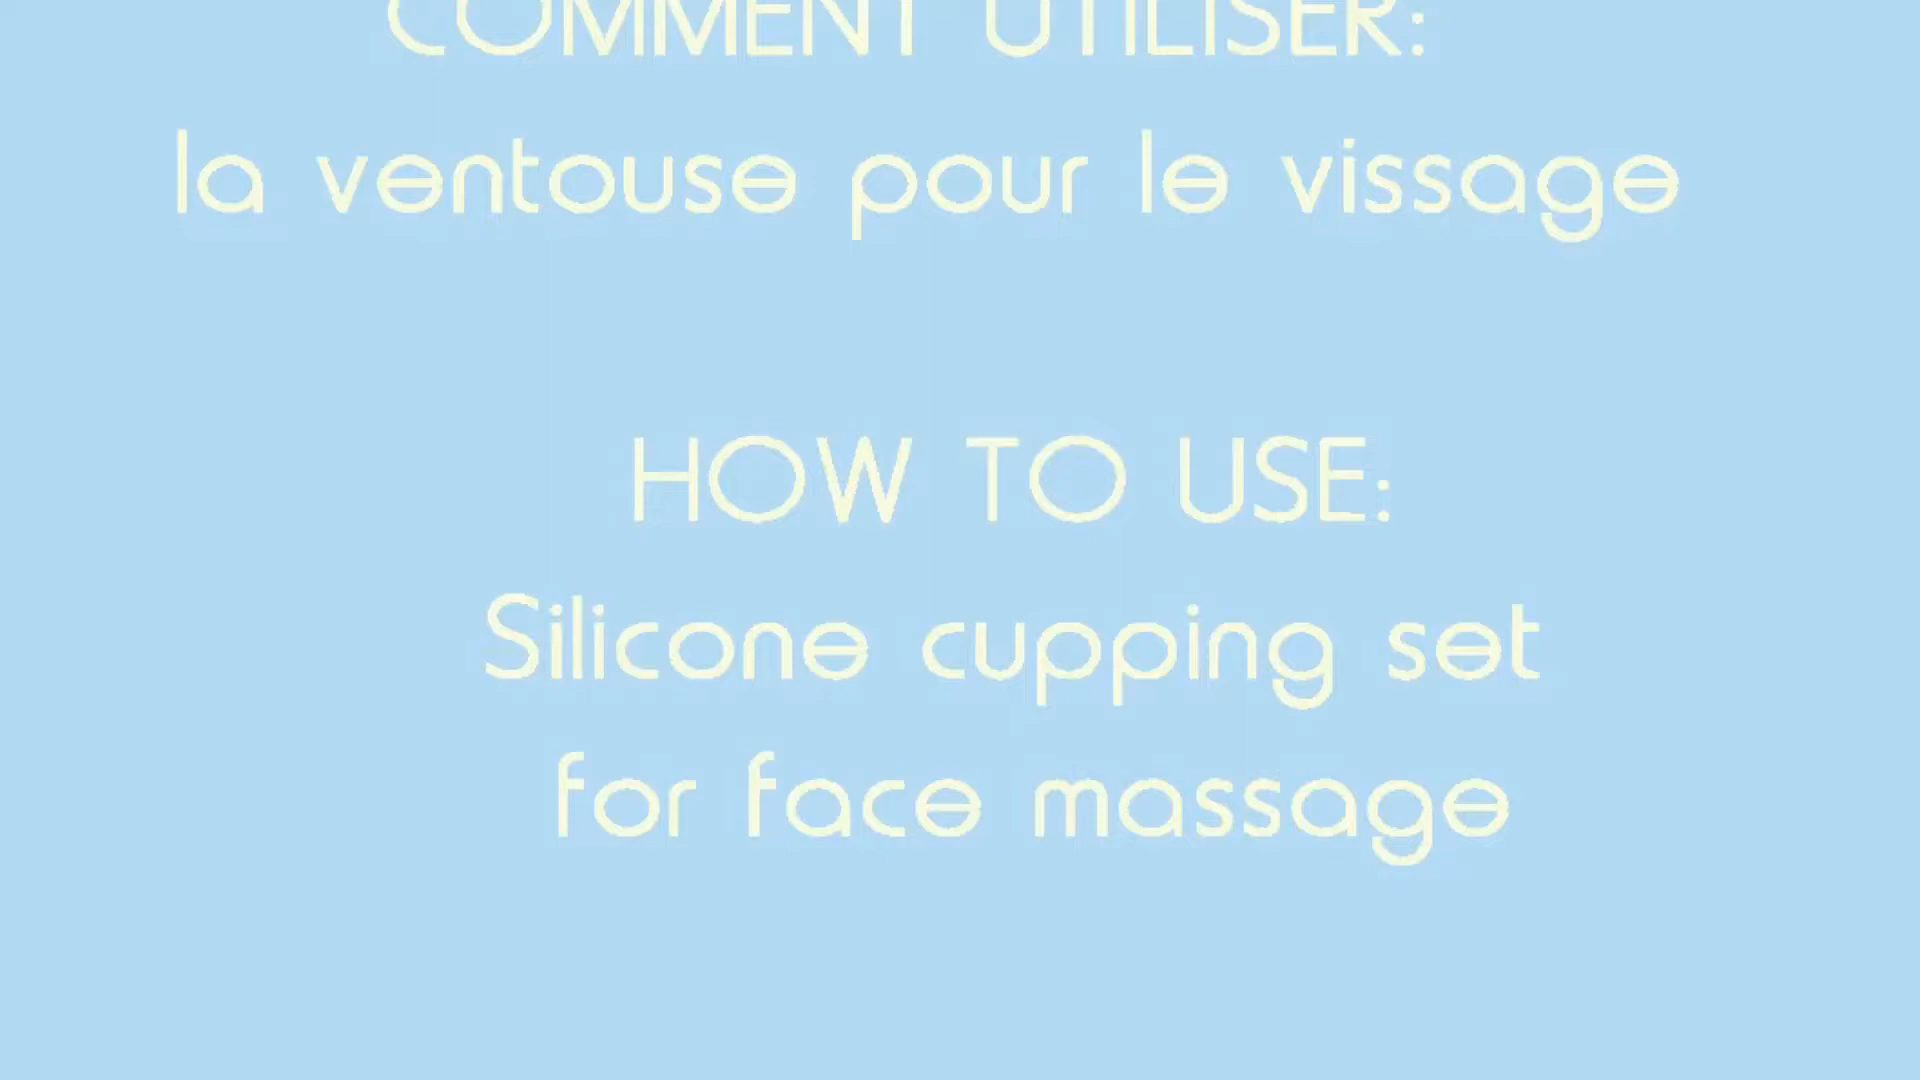 COMMENT UTILISER:
la ventouse pour le vissage
HOW TO USE:
Silicone cupping set
for face massage